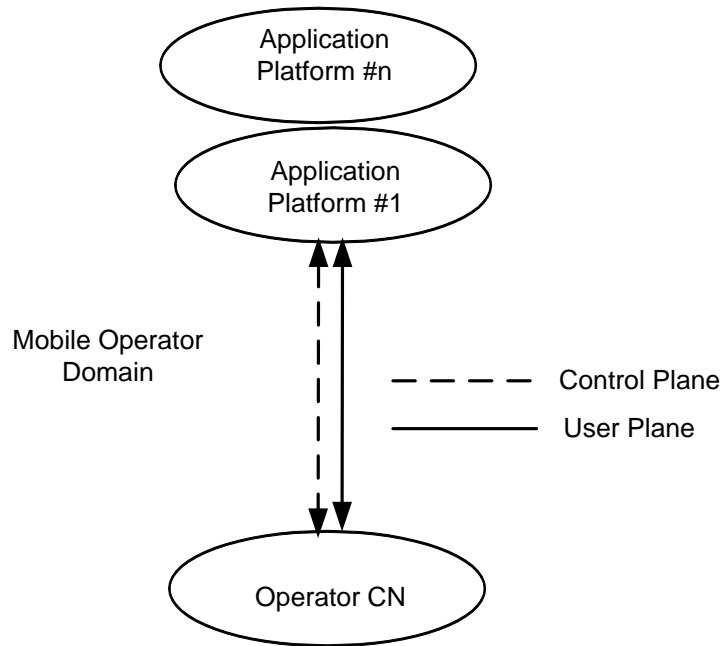 Application
Platform #n
Application
Platform #1
Mobile Operator
Domain
Control Plane
User Plane
Operator CN